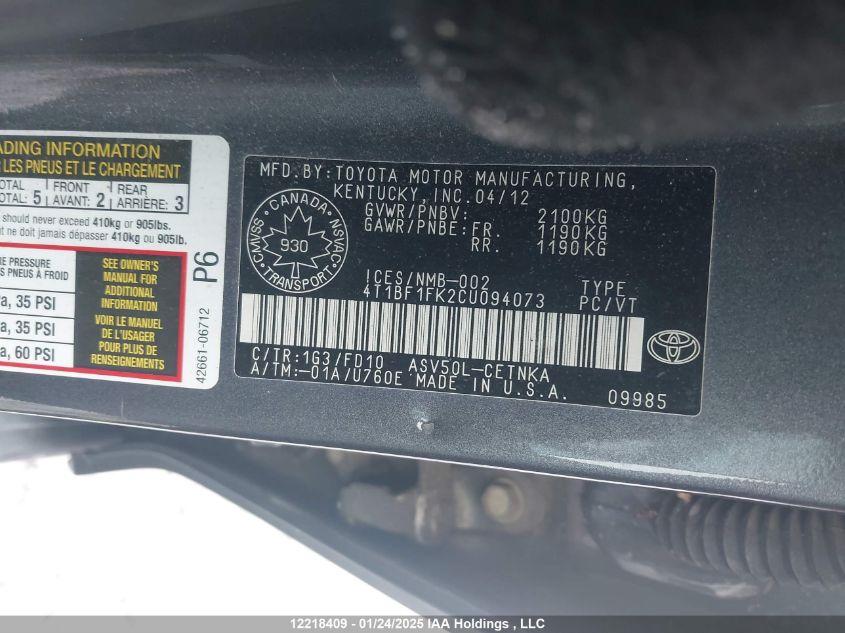 ADING INFORMATION
LES PNEUS ET LE CHARGEMENT
TOTAL FRONT REAR
TOTAL: 5 AVANT: 2 ARRIÈRE: 3
should never exceed 410kg or 905lbs.
nt ne doit jamais dépasser 410kg ou 905lb.
RE PRESSURE
S PNEUS À FROID
a, 35 PSI
a, 35 PSI
a, 60 PSI
SEE OWNER'S
MANUAL FOR
ADDITIONAL
INFORMATION
VOIR LE MANUEL
DE L'USAGER
POUR PLUS DE
RENSEIGNEMENTS
P6
42661-06712
MFD.BY:TOYOTA MOTOR MANUFACTURING,
KENTUCKY,INC.04/12
GVWR/PNBV: 2100KG
GAWR/PNBE:FR. 1190KG
RR. 1190KG
CANADA
CMVSS NSVAC
930
TRANSPORT
ICES/NMB-002
4T1BF1FK2CU094073
TYPE
PC/VT
C/TR:1G3/FD10 ASV50L-CETNKA
A/TM:-01A/U760E MADE IN U.S.A.
09985
12218409 - 01/24/2025 IAA Holdings , LLC